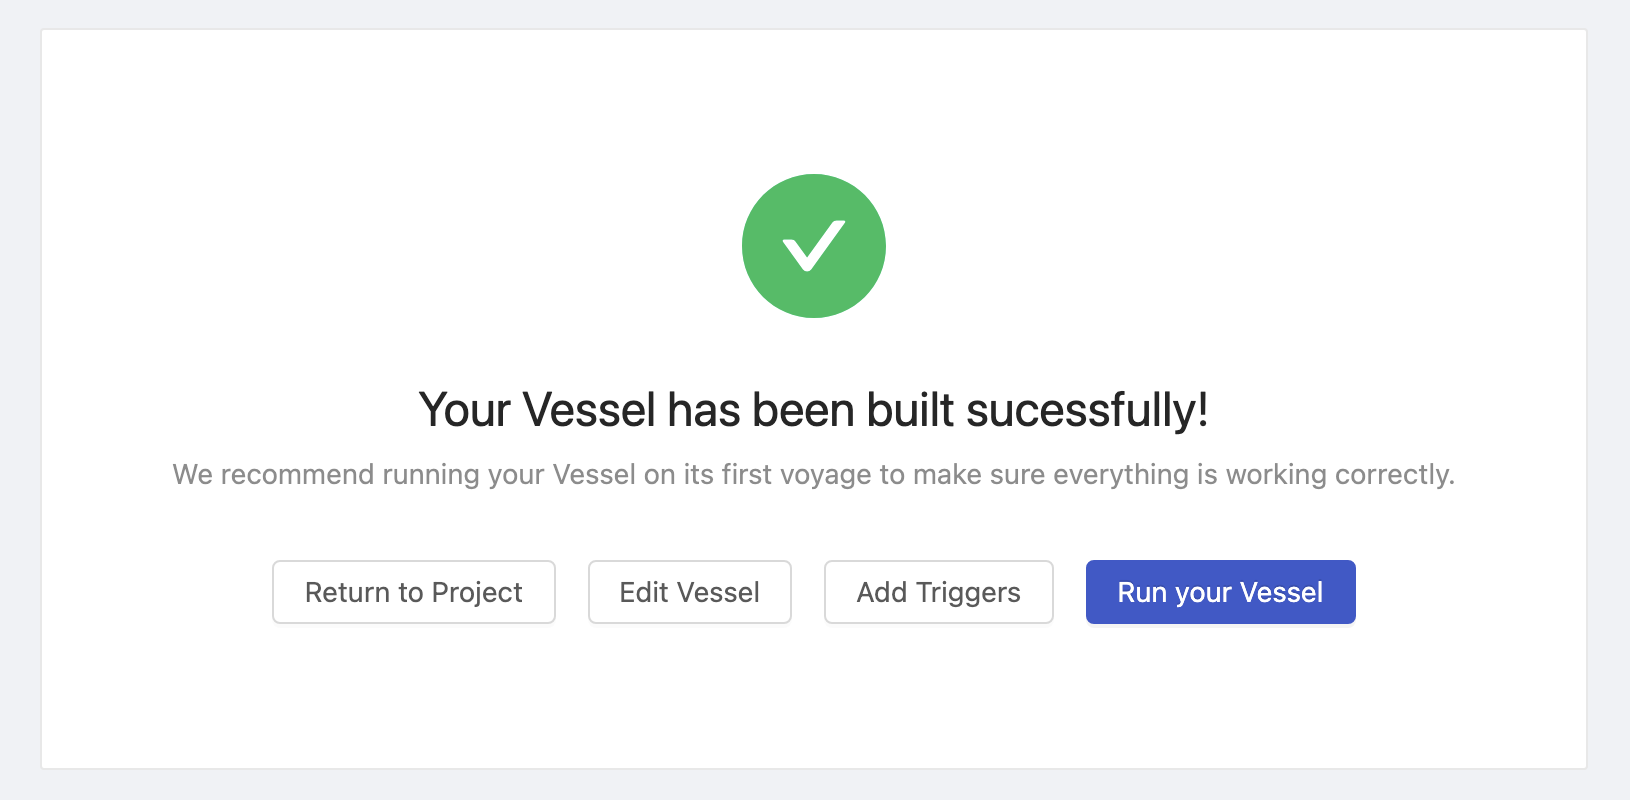 Your Vessel has been built sucessfully!
We recommend running your Vessel on its first voyage to make sure everything is working correctly.
Return to Project
Edit Vessel
Add Triggers
Run your Vessel